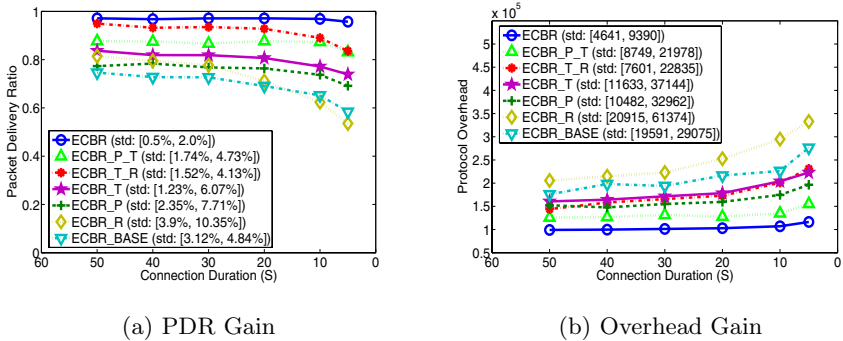 1
0.8
0.6
0.4
0.2
0
60
50
40
30
20
10
0
Packet Delivery Ratio
Connection Duration (S)
ECBR (std: [0.5%, 2.0%])
ECBR_P_T (std: [1.74%, 4.73%])
ECBR_T_R (std: [1.52%, 4.13%])
ECBR_T (std: [1.23%, 6.07%])
ECBR_P (std: [2.35%, 7.71%])
ECBR_R (std: [3.9%, 10.35%])
ECBR_BASE (std: [3.12%, 4.84%])
(a) PDR Gain
x 10^5
5
4.5
4
3.5
3
2.5
2
1.5
1
0.5
60
50
40
30
20
10
0
Protocol Overhead
Connection Duration (S)
ECBR (std: [4641, 9390])
ECBR_P_T (std: [8749, 21978])
ECBR_T_R (std: [7601, 22835])
ECBR_T (std: [11633, 37144])
ECBR_P (std: [10482, 32962])
ECBR_R (std: [20915, 61374])
ECBR_BASE (std: [19591, 29075])
(b) Overhead Gain